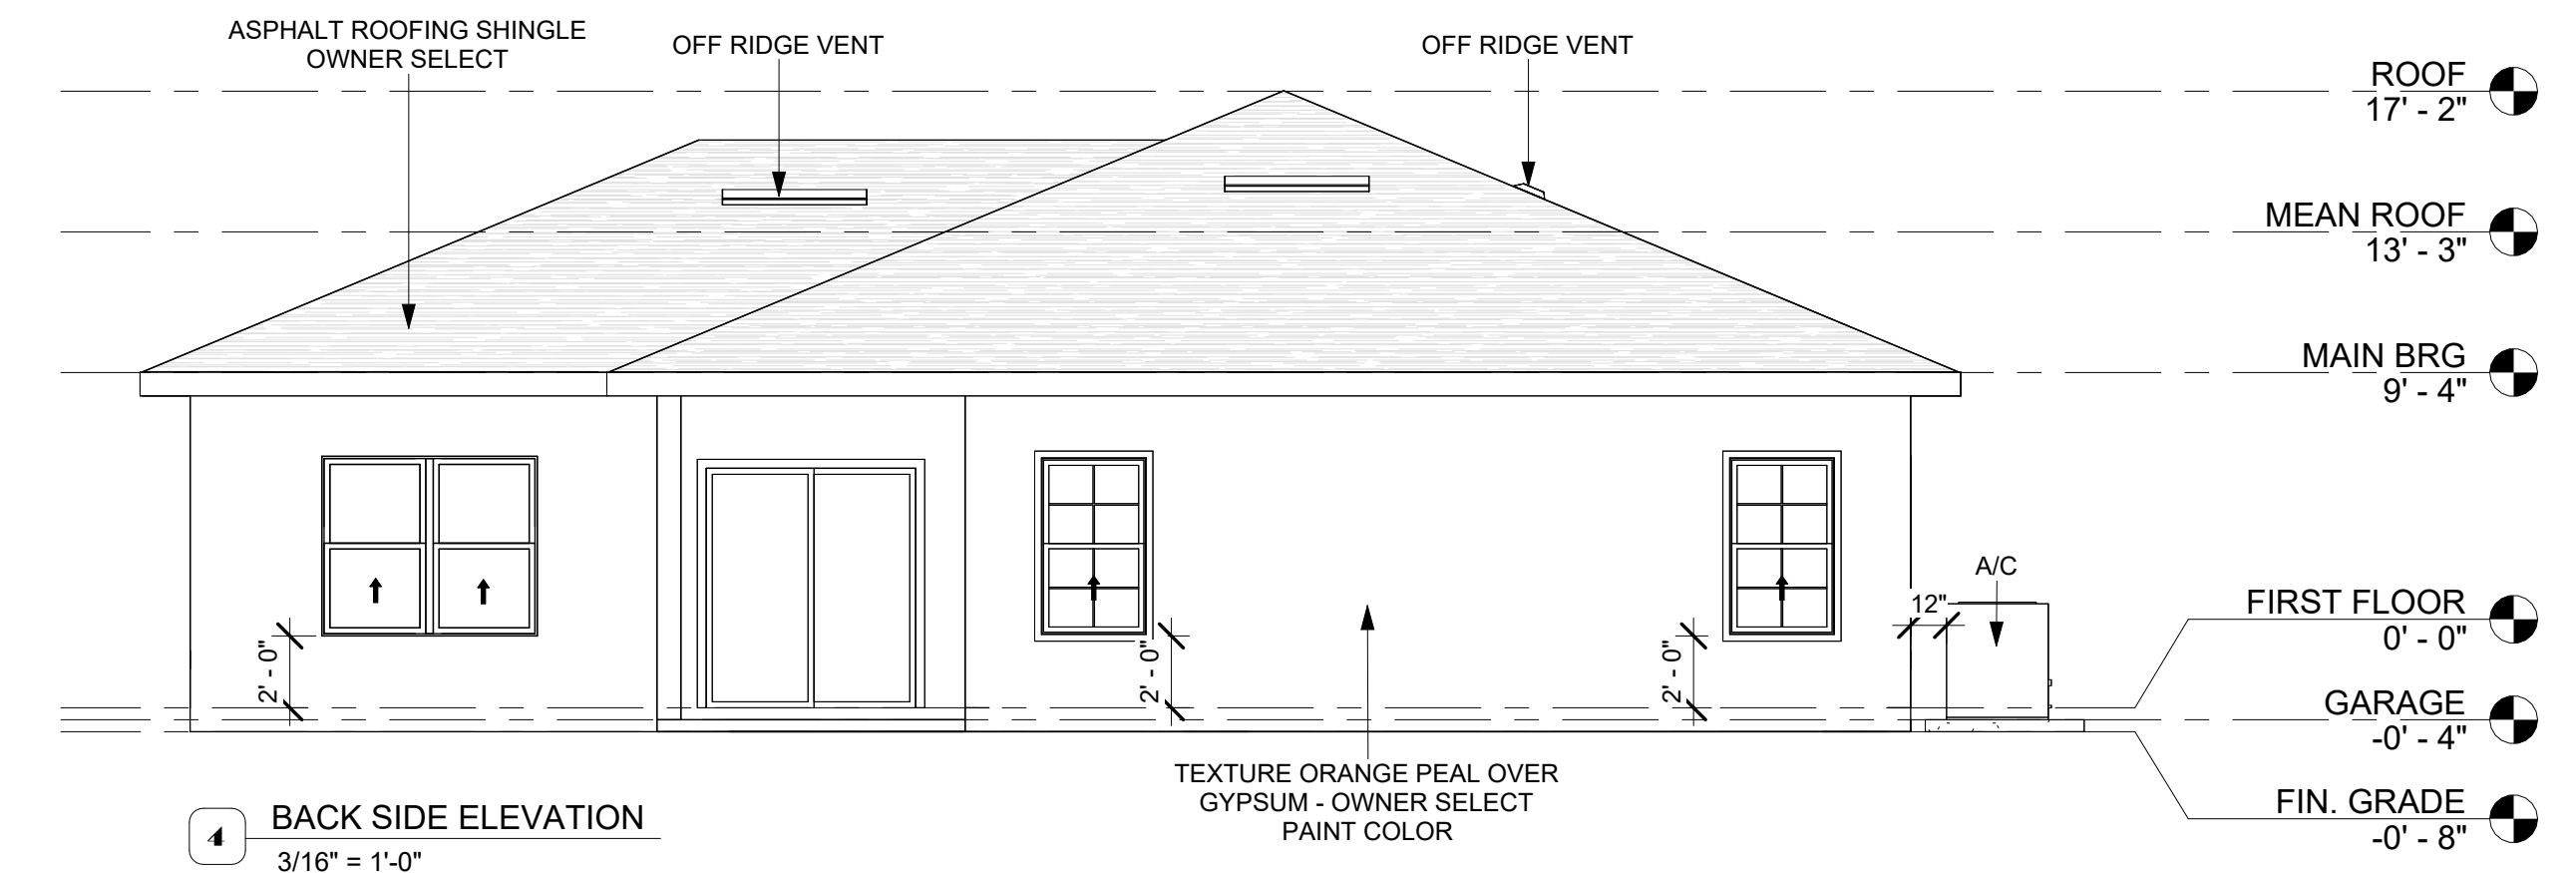 ASPHALT ROOFING SHINGLE
OWNER SELECT
OFF RIDGE VENT
OFF RIDGE VENT
ROOF
17' - 2"
MEAN ROOF
13' - 3"
MAIN BRG
9' - 4"
A/C
12"
FIRST FLOOR
0' - 0"
2' - 0"
2' - 0"
2' - 0"
GARAGE
-0' - 4"
TEXTURE ORANGE PEAL OVER
GYPSUM - OWNER SELECT
PAINT COLOR
FIN. GRADE
-0' - 8"
4
BACK SIDE ELEVATION
3/16" = 1'-0"